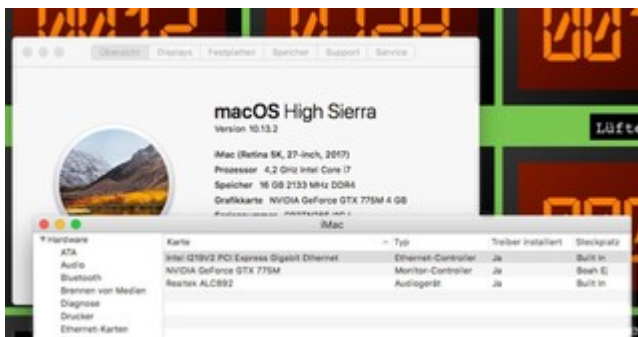 0012
0128
001
Übersicht Displays Festplatten Speicher Support Service
macOS High Sierra
Version 10.13.2
iMac (Retina 5K, 27-inch, 2017)
Prozessor 4,2 GHz Intel Core i7
Speicher 16 GB 2133 MHz DDR4
Grafikkarte NVIDIA GeForce GTX 775M 4 GB
Lüfte
iMac
Hardware
ATA
Audio
Bluetooth
Brennen von Medien
Diagnose
Drucker
Ethernet-Karten
Karte Typ Treiber installiert Steckplatz
Intel I219V2 PCI Express Gigabit Ethernet Ethernet-Controller Ja Built In
NVIDIA GeForce GTX 775M Monitor-Controller Ja
Realtek ALC892 Audiogerät Ja Built In